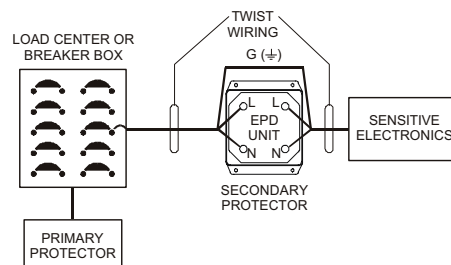 TWIST
WIRING
LOAD CENTER OR
BREAKER BOX
G (⏚)
L L
EPD
UNIT
N N
SENSITIVE
ELECTRONICS
SECONDARY
PROTECTOR
PRIMARY
PROTECTOR